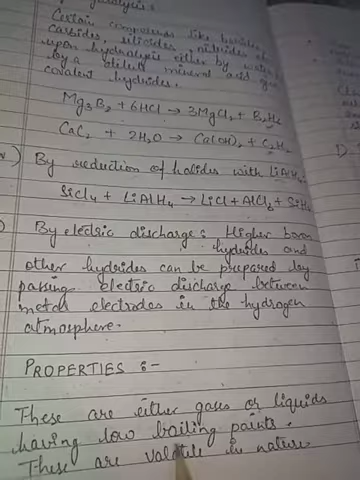 Certain compounds like borides,
carbides, silicides, nitrides
upon hydrolysis either by water
by a dilute mineral acid give
covalent hydrides.
Mg3B2 + 6HCl → 3MgCl2 + B2H6
CaC2 + 2H2O → Ca(OH)2 + C2H2
) By reduction of halides with LiAlH4.
SiCl4 + LiAlH4 → LiCl + AlCl3 + SiH4
) By electric discharge: Higher boron
hydrides and
other hydrides can be prepared by
passing electric discharge between
metal electrodes in the hydrogen
atmosphere.
PROPERTIES :-
These are either gases or liquids
having low boiling points.
These are volatile in nature.